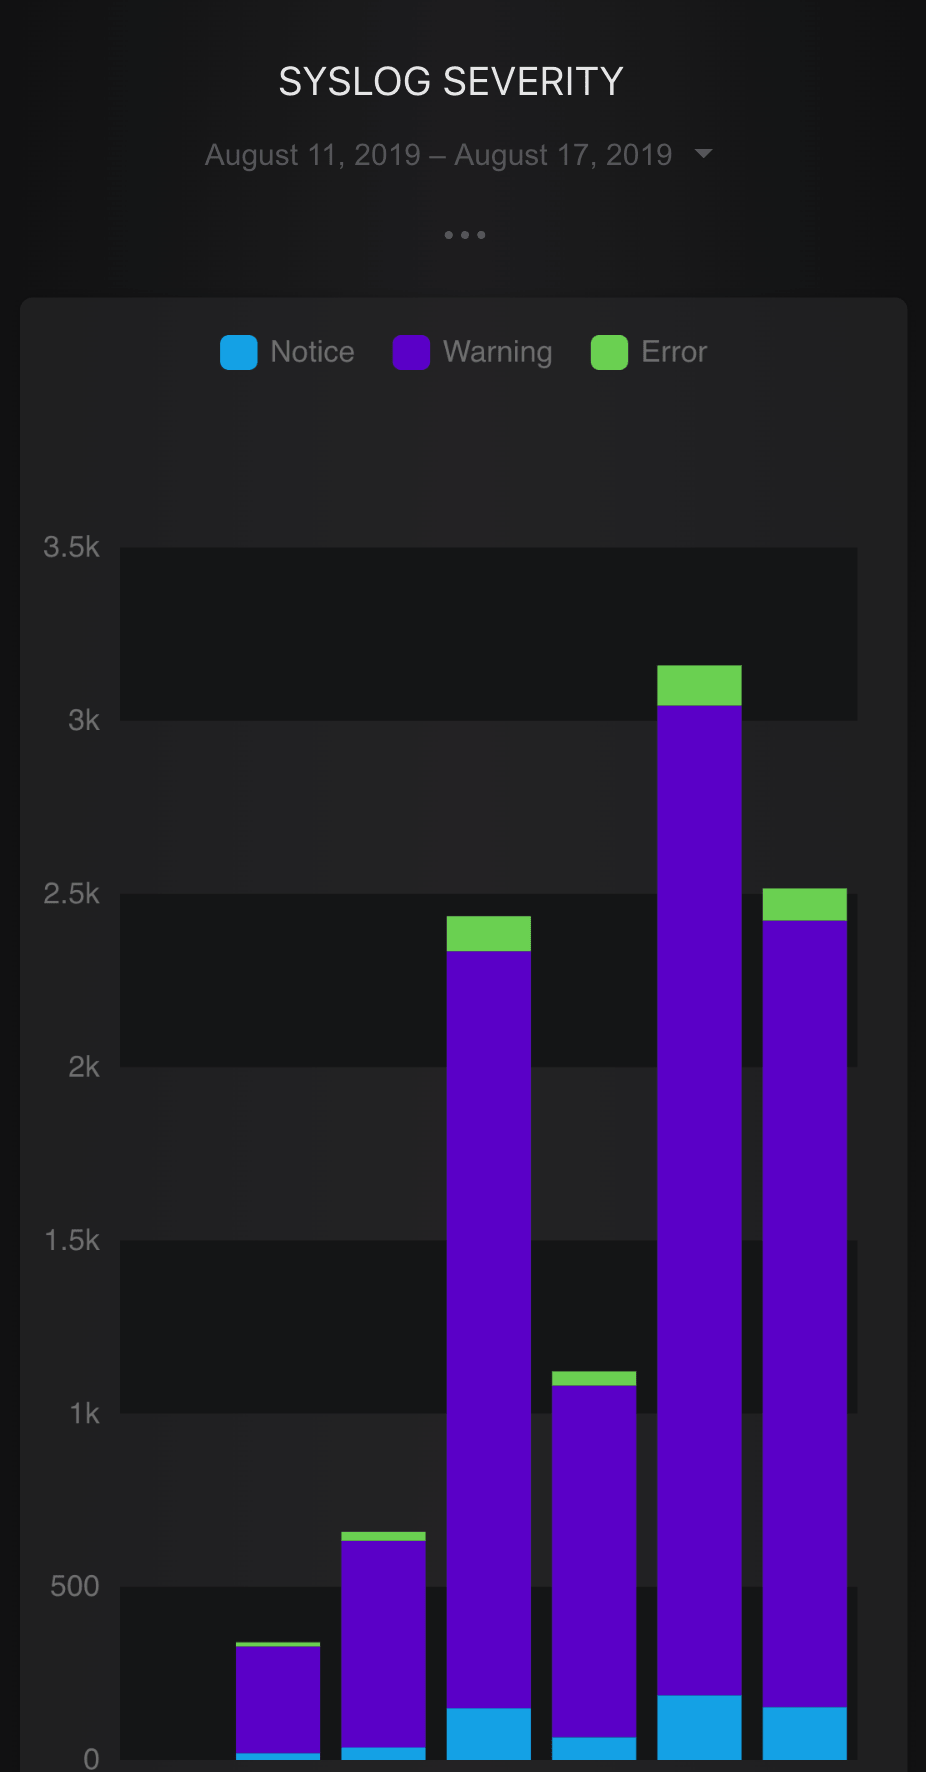 SYSLOG SEVERITY
August 11, 2019 – August 17, 2019
Notice Warning Error
3.5k
3k
2.5k
2k
1.5k
1k
500
0